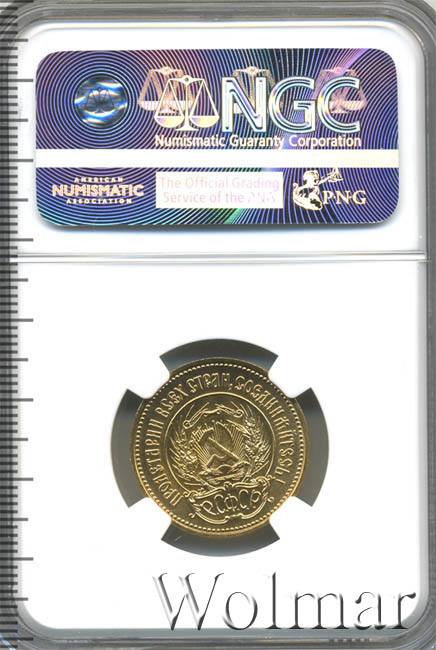 NGC
Numismatic Guaranty Corporation
AMERICAN
NUMISMATIC
ASSOCIATION
The Official Grading
Service of the ANA
PNG
ПРОЛЕТАРИИ ВСЕХ СТРАН, СОЕДИНЯЙТЕСЬ!
РСФСР
Wolmar